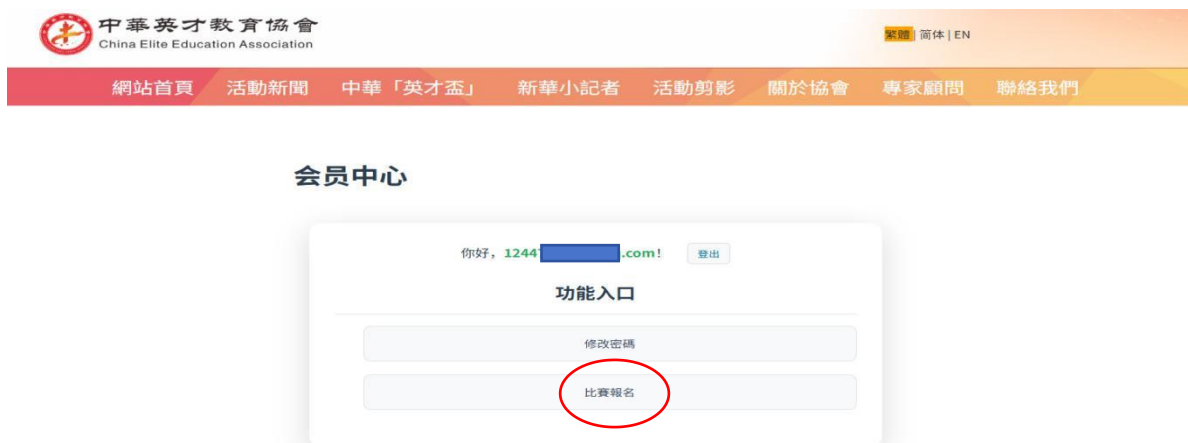 中華英才教育協會
China Elite Education Association
繁體 | 简体 | EN
網站首頁 活動新聞 中華「英才盃」 新華小記者 活動剪影 關於協會 專家顧問 聯絡我們
会员中心
你好，1244 .com! 登出
功能入口
修改密碼
比賽報名